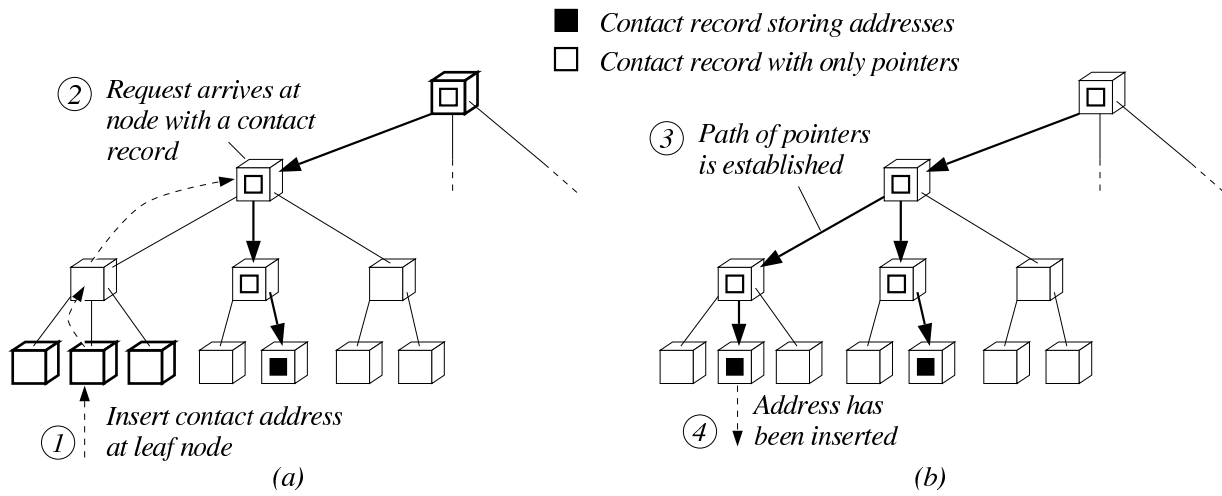 Contact record storing addresses
Contact record with only pointers
2 Request arrives at
node with a contact
record
3 Path of pointers
is established
1 Insert contact address
at leaf node
4 Address has
been inserted
(a)
(b)